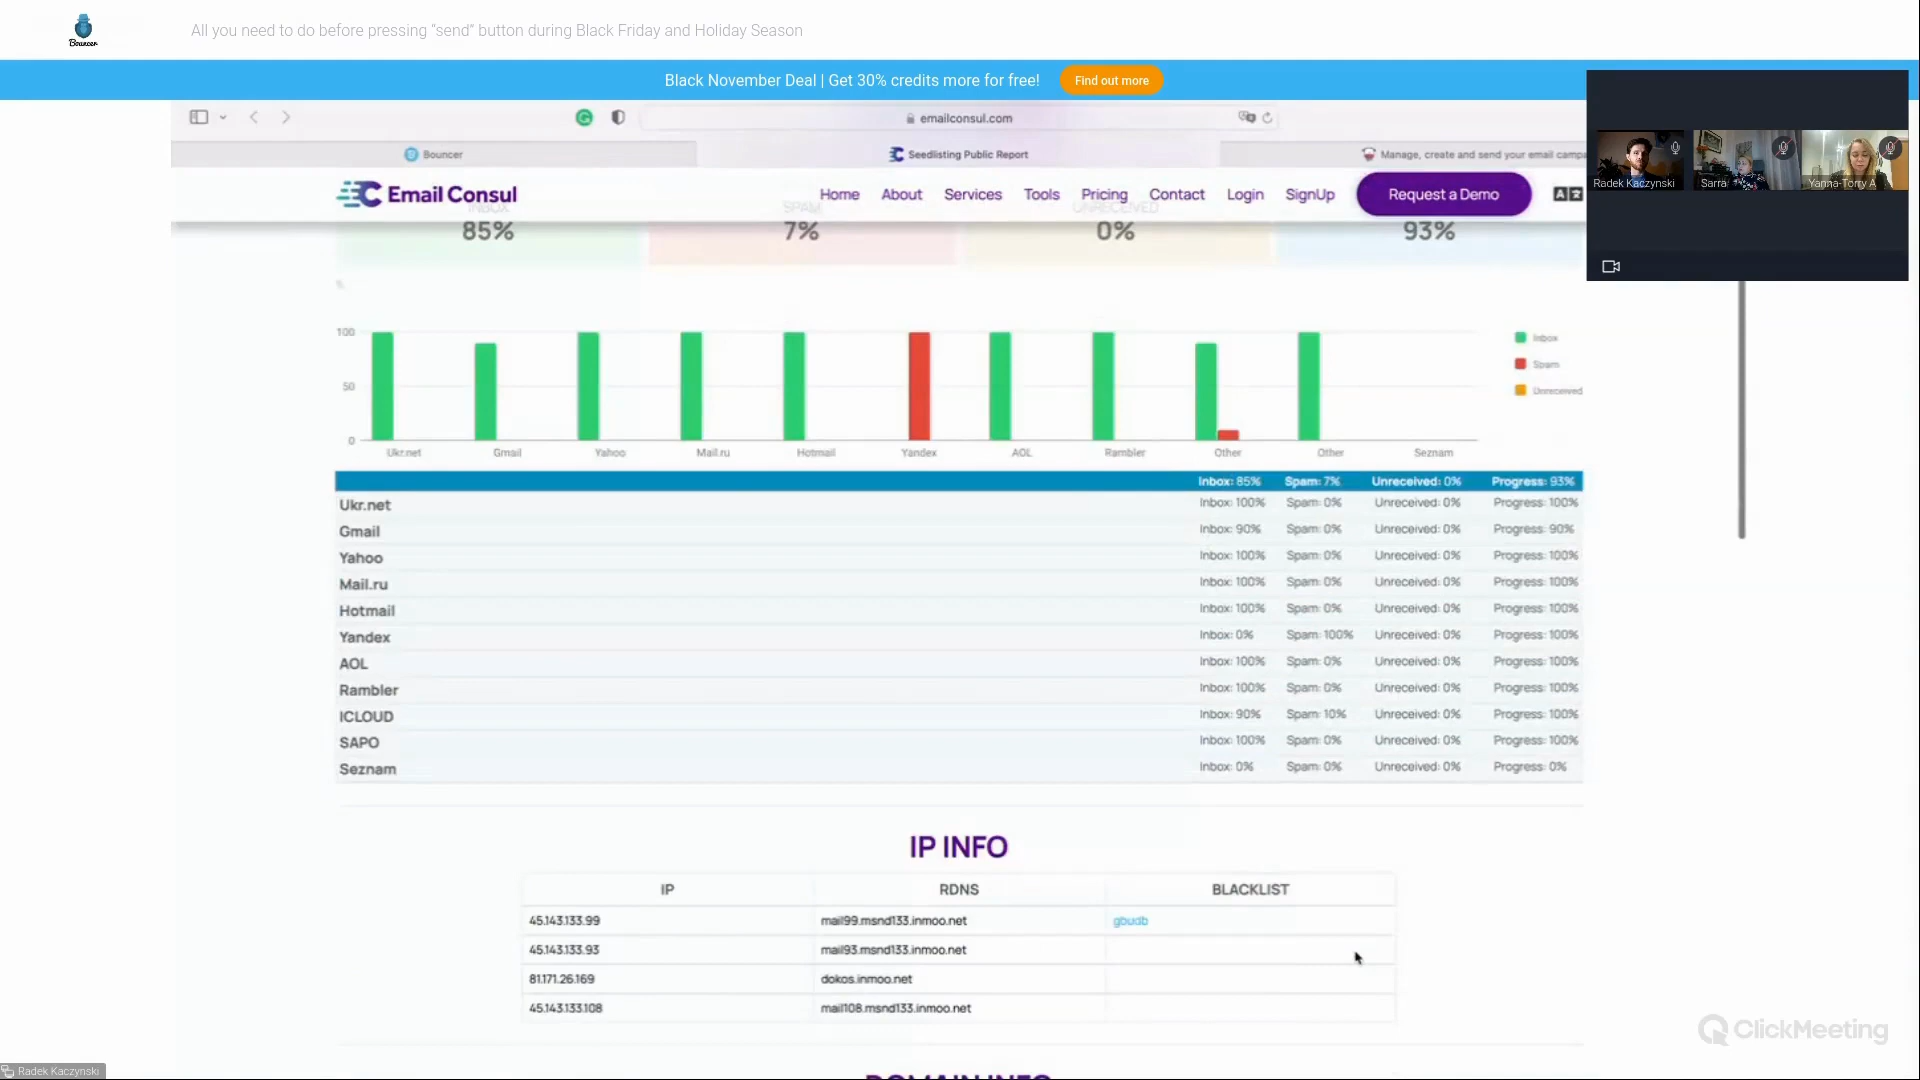 Bouncer
All you need to do before pressing “send” button during Black Friday and Holiday Season
Black November Deal | Get 30% credits more for free! Find out more
emailconsul.com
Bouncer Seedlisting Public Report Manage, create and send your email campa
Email Consul Home About Services Tools Pricing Contact Login SignUp Request a Demo
INBOX SPAM UNRECEIVED
85% 7% 0% 93%
Radek Kaczynski Sarra Yanna-Torry A
%
100
50
0
Inbox
Spam
Unreceived
Ukr.net Gmail Yahoo Mail.ru Hotmail Yandex AOL Rambler Other Other Seznam
Inbox: 85% Spam: 7% Unreceived: 0% Progress: 93%
Ukr.net Inbox: 100% Spam: 0% Unreceived: 0% Progress: 100%
Gmail Inbox: 90% Spam: 0% Unreceived: 0% Progress: 90%
Yahoo Inbox: 100% Spam: 0% Unreceived: 0% Progress: 100%
Mail.ru Inbox: 100% Spam: 0% Unreceived: 0% Progress: 100%
Hotmail Inbox: 100% Spam: 0% Unreceived: 0% Progress: 100%
Yandex Inbox: 0% Spam: 100% Unreceived: 0% Progress: 100%
AOL Inbox: 100% Spam: 0% Unreceived: 0% Progress: 100%
Rambler Inbox: 100% Spam: 0% Unreceived: 0% Progress: 100%
ICLOUD Inbox: 90% Spam: 10% Unreceived: 0% Progress: 100%
SAPO Inbox: 100% Spam: 0% Unreceived: 0% Progress: 100%
Seznam Inbox: 0% Spam: 0% Unreceived: 0% Progress: 0%
IP INFO
IP RDNS BLACKLIST
45.143.133.99 mail99.msnd133.inmoo.net gbudb
45.143.133.93 mail93.msnd133.inmoo.net
81.171.26.169 dokos.inmoo.net
45.143.133.108 mail108.msnd133.inmoo.net
ClickMeeting
DOMAIN INFO
Radek Kaczynski